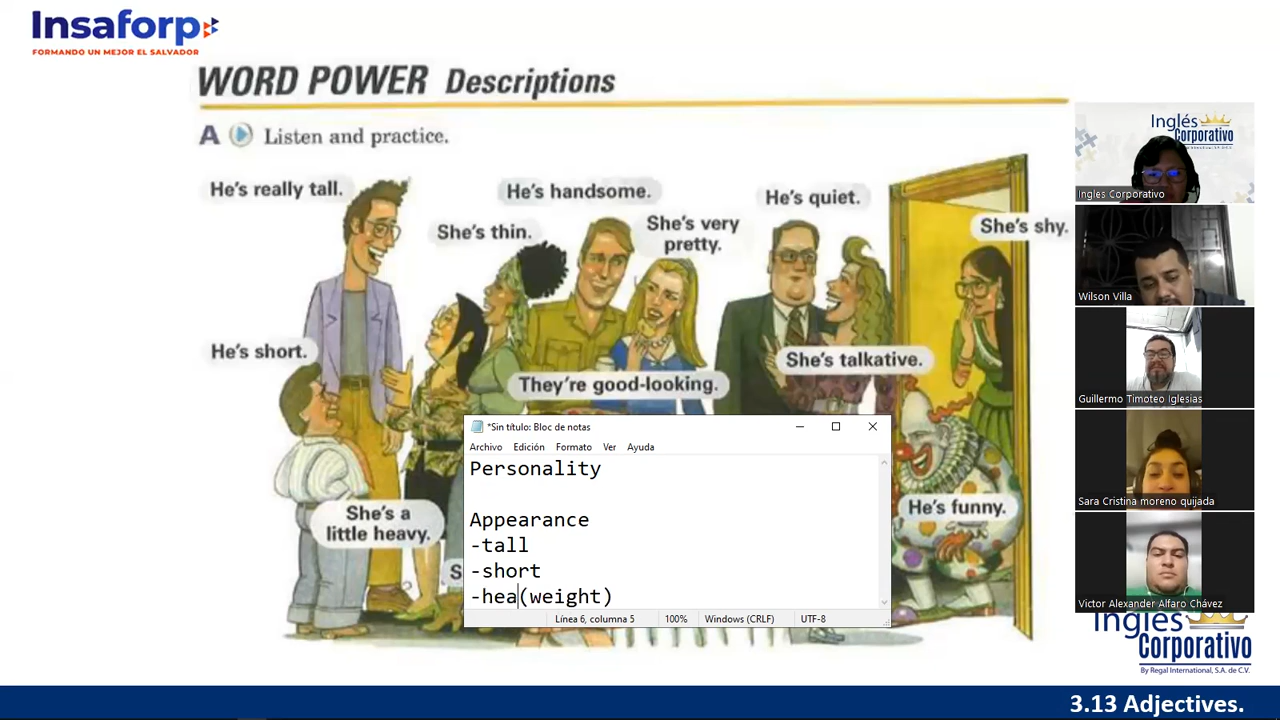 Insaforp
FORMANDO UN MEJOR EL SALVADOR
WORD POWER Descriptions
A Listen and practice.
He's really tall.
She's thin.
He's handsome.
She's very
pretty.
He's quiet.
She's shy.
He's short.
They're good-looking.
She's talkative.
She's a
little heavy.
S
He's funny.
*Sin título: Bloc de notas
Archivo Edición Formato Ver Ayuda
Personality
Appearance
-tall
-short
-hea(weight)
Línea 6, columna 5 100% Windows (CRLF) UTF-8
Inglés
Corporativo
Ingles Corporativo
Wilson Villa
Guillermo Timoteo Iglesias
Sara Cristina moreno quijada
Victor Alexander Alfaro Chávez
Inglés
Corporativo
By Regal International, S.A. de C.V.
3.13 Adjectives.